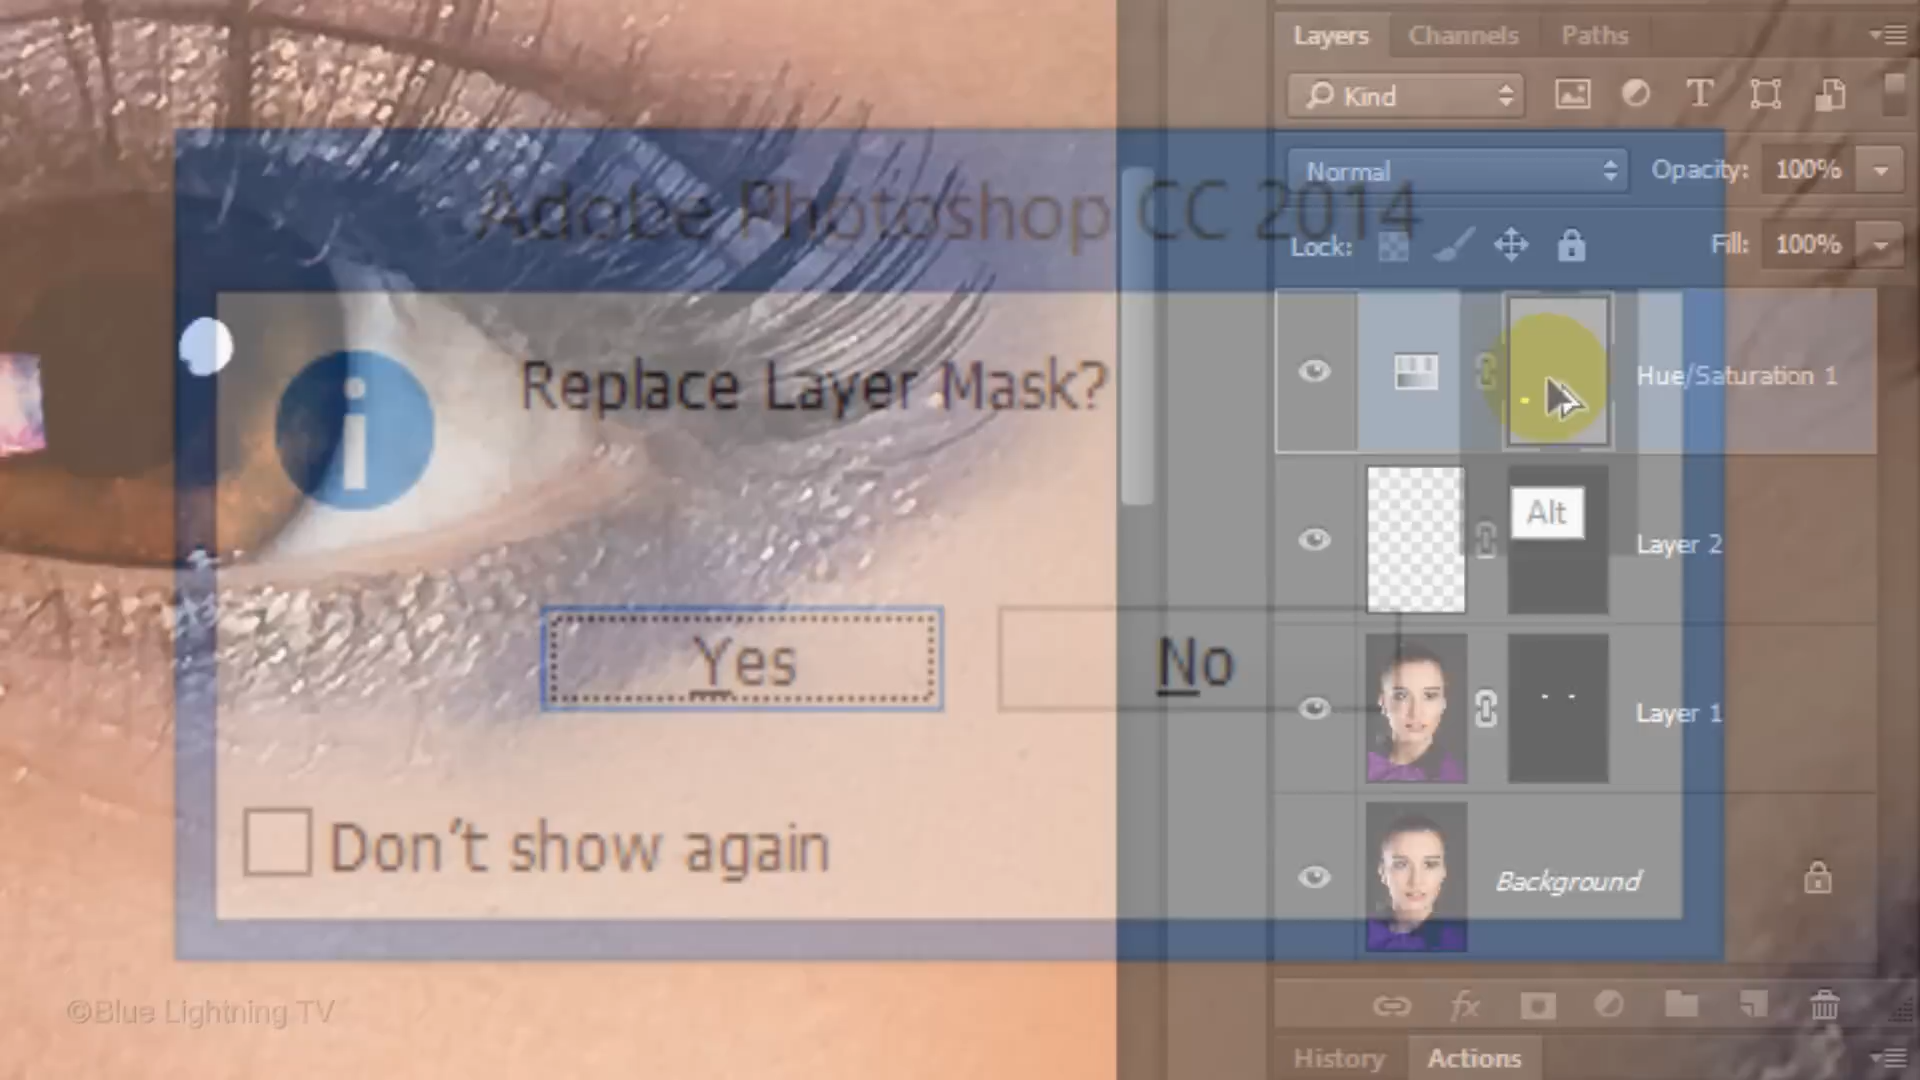 Layers Channels Paths
Kind
Normal Opacity: 100%
Adobe Photoshop CC 2014
Lock: Fill: 100%
Replace Layer Mask?
Hue/Saturation 1
Alt
Layer 2
Yes No
Layer 1
Don't show again
Background
©Blue Lightning TV
fx
History Actions